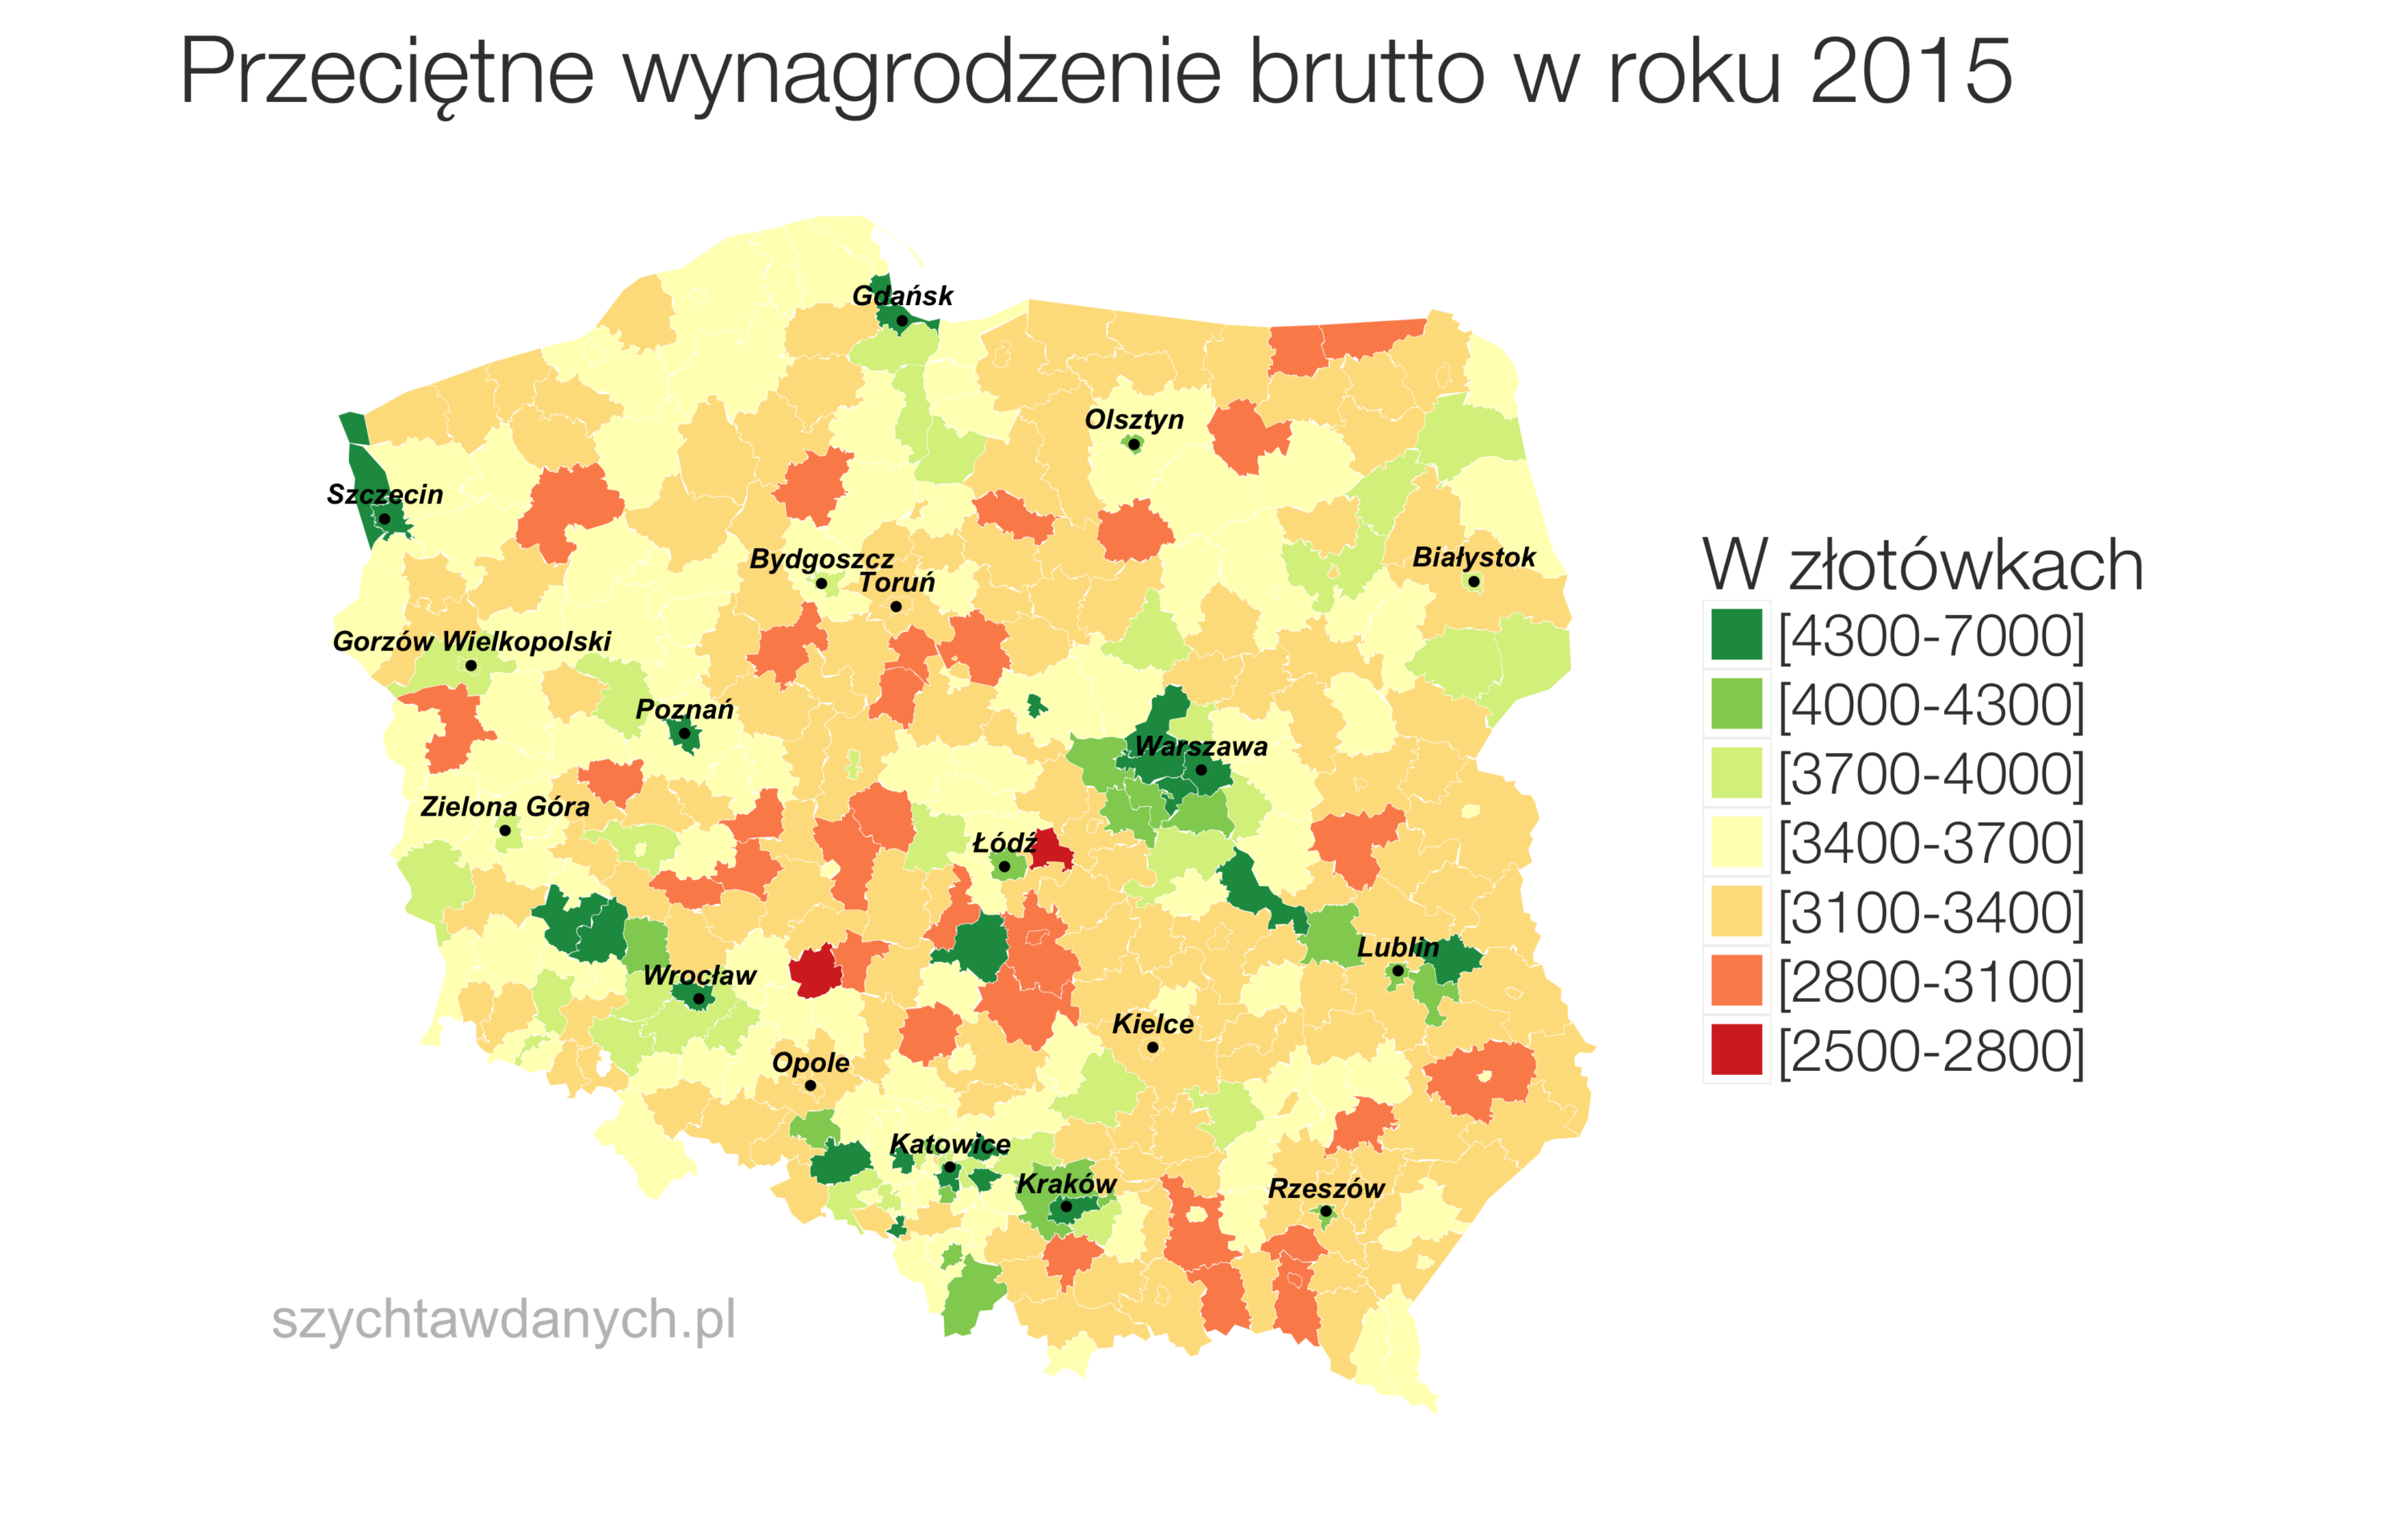 Przeciętne wynagrodzenie brutto w roku 2015
Gdańsk
Olsztyn
Szczecin
Bydgoszcz
Toruń
Białystok
Gorzów Wielkopolski
Poznań
Warszawa
Zielona Góra
Łódź
Lublin
Wrocław
Kielce
Opole
Katowice
Kraków
Rzeszów
W złotówkach
[4300-7000]
[4000-4300]
[3700-4000]
[3400-3700]
[3100-3400]
[2800-3100]
[2500-2800]
szychtawdanych.pl